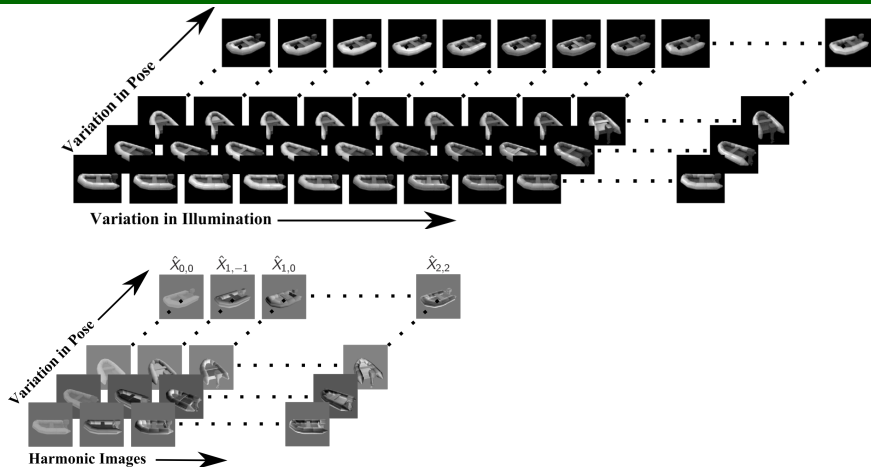 Variation in Pose
Variation in Illumination
X̂0,0 X̂1,−1 X̂1,0 X̂2,2
Variation in Pose
Harmonic Images